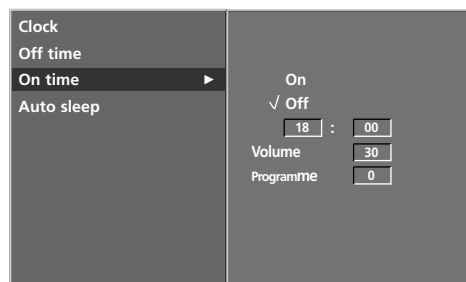 Clock
Off time
On time ►
Auto sleep
On
√ Off
18 : 00
Volume 30
Programme 0